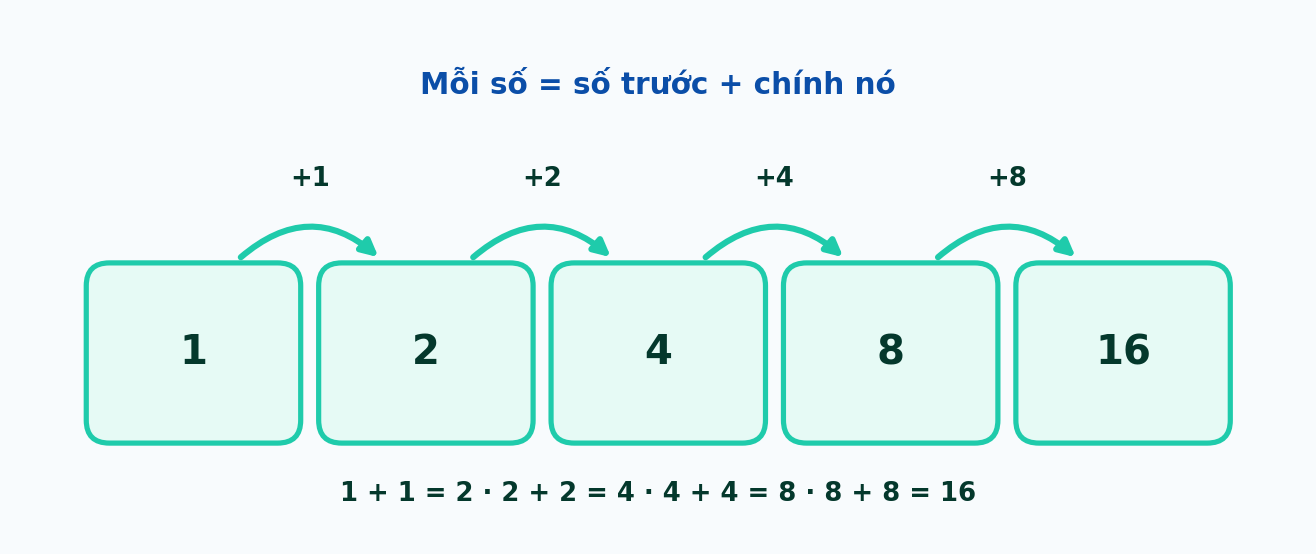 Mỗi số = số trước + chính nó
+1 +2 +4 +8
1 2 4 8 16
1 + 1 = 2 · 2 + 2 = 4 · 4 + 4 = 8 · 8 + 8 = 16